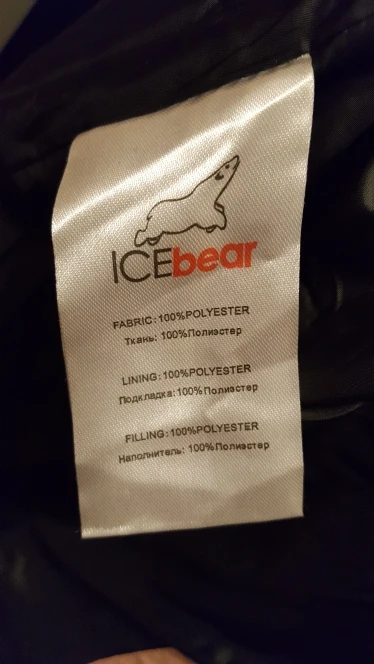 ICEbear
FABRIC:100%POLYESTER
Ткань: 100%Полиэстер
LINING:100%POLYESTER
Подкладка:100%Полиэстер
FILLING:100%POLYESTER
Наполнитель: 100%Полиэстер